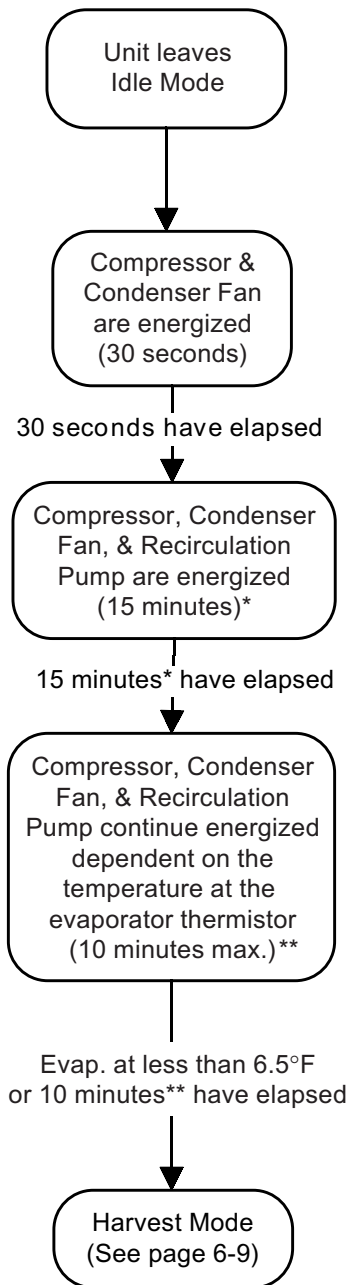 Unit leaves
Idle Mode
Compressor &
Condenser Fan
are energized
(30 seconds)
30 seconds have elapsed
Compressor, Condenser
Fan, & Recirculation
Pump are energized
(15 minutes)*
15 minutes* have elapsed
Compressor, Condenser
Fan, & Recirculation
Pump continue energized
dependent on the
temperature at the
evaporator thermistor
(10 minutes max.)**
Evap. at less than 6.5°F
or 10 minutes** have elapsed
Harvest Mode
(See page 6-9)